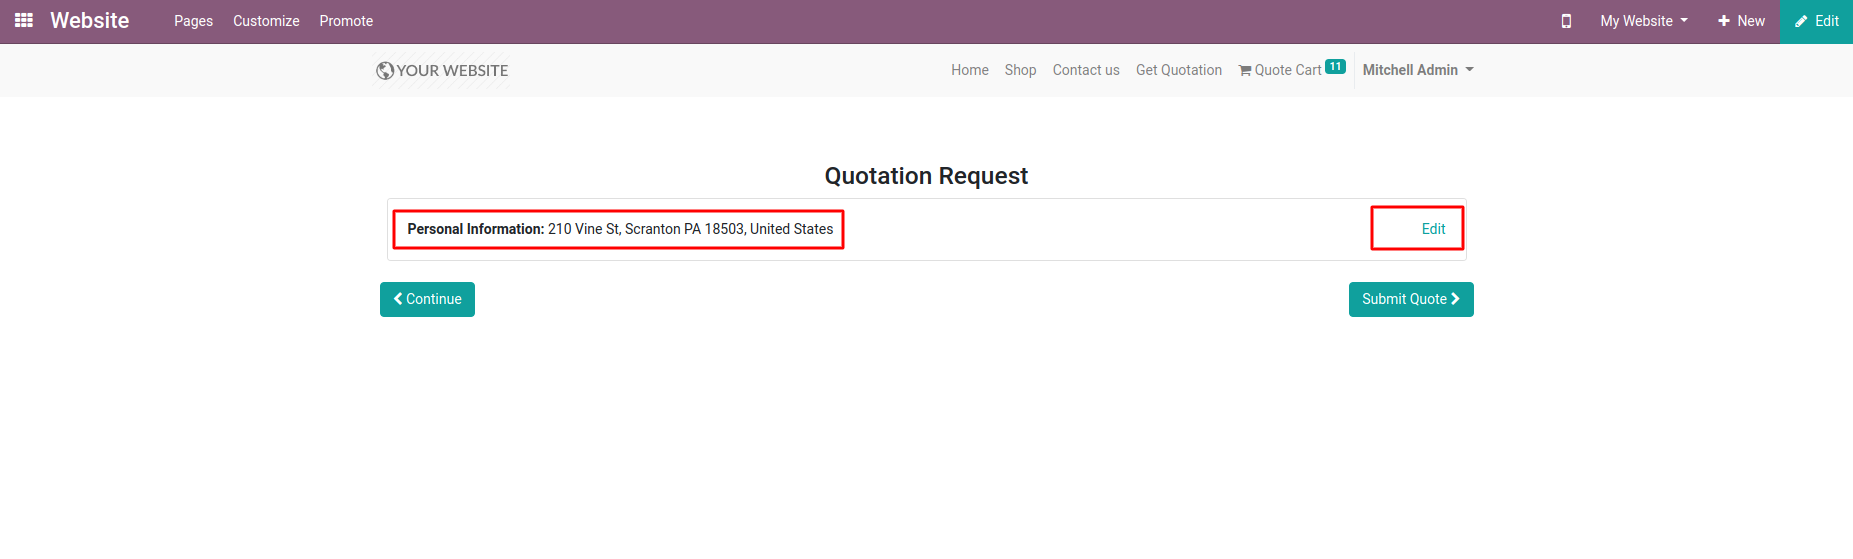 Website Pages Customize Promote My Website New Edit
YOUR WEBSITE Home Shop Contact us Get Quotation Quote Cart 11 Mitchell Admin
Quotation Request
Personal Information: 210 Vine St, Scranton PA 18503, United States Edit
Continue Submit Quote